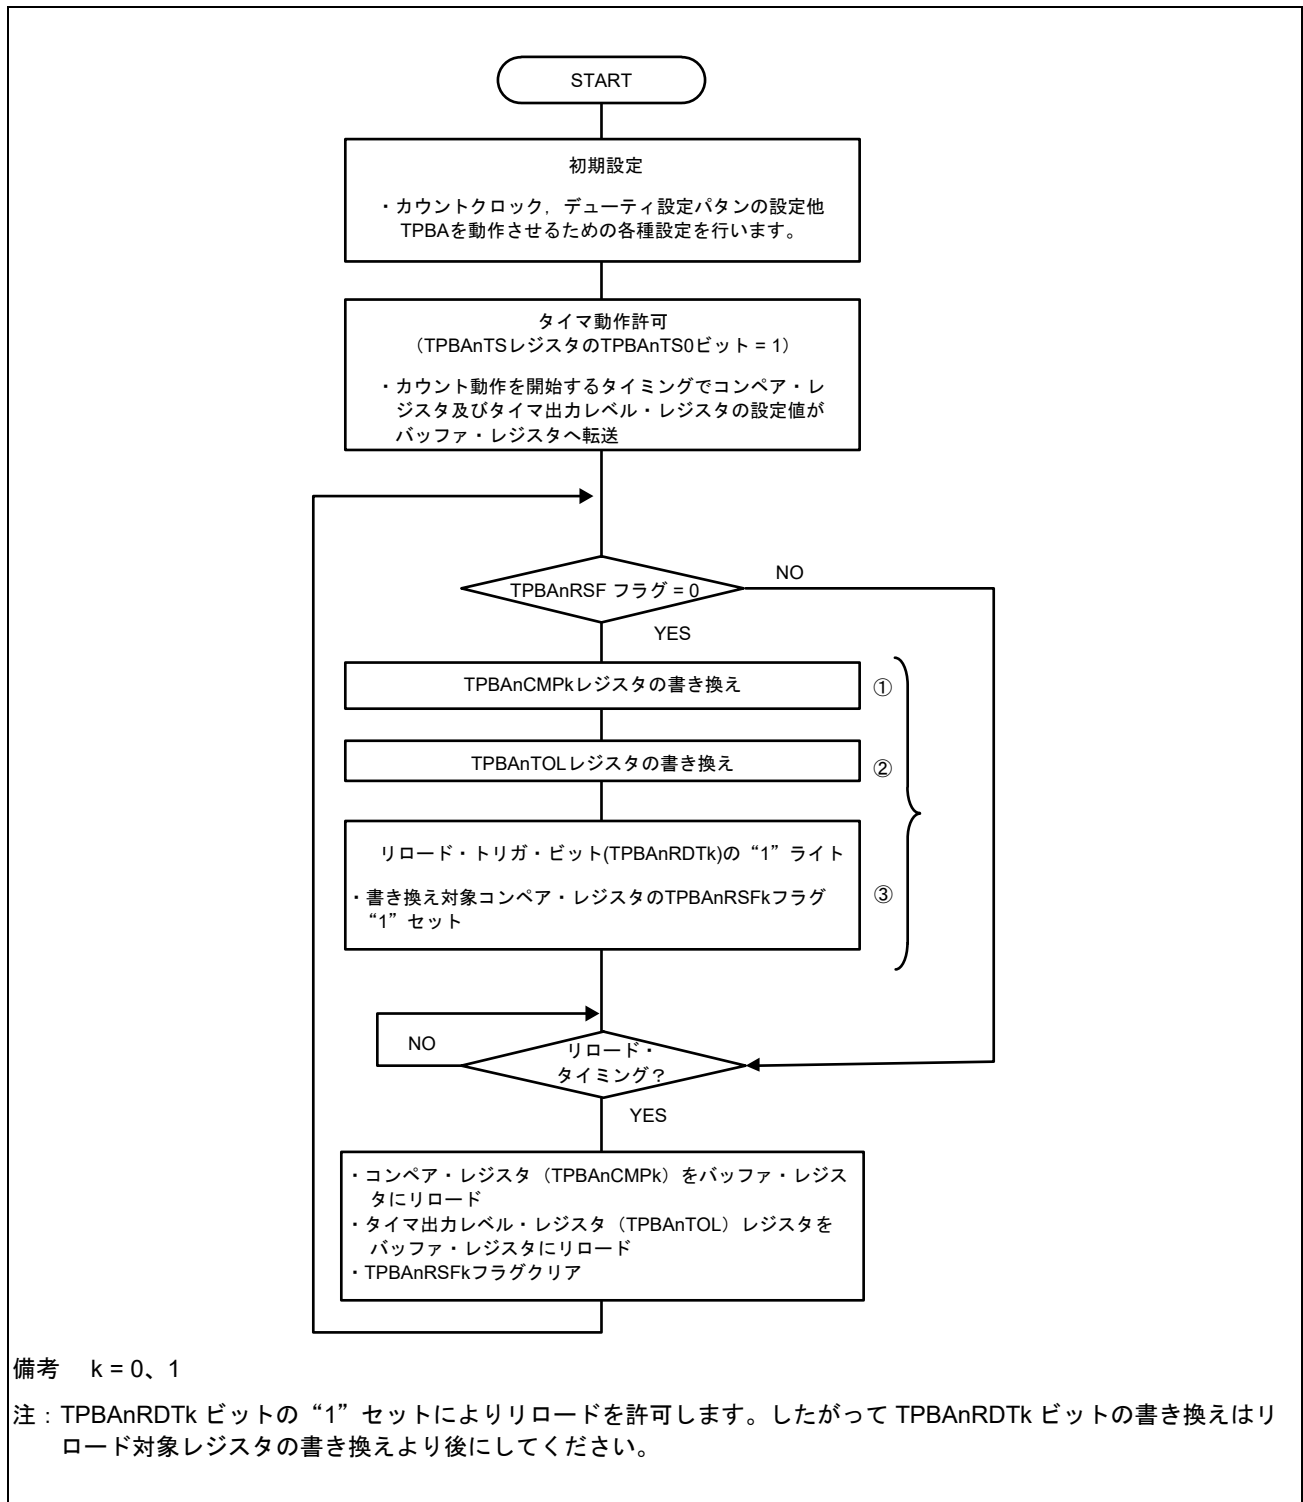 START
初期設定
・カウントクロック，デューティ設定パタンの設定他
TPBAを動作させるための各種設定を行います。
タイマ動作許可
（TPBAnTSレジスタのTPBAnTS0ビット = 1）
・カウント動作を開始するタイミングでコンペア・レ
ジスタ及びタイマ出力レベル・レジスタの設定値が
バッファ・レジスタへ転送
TPBAnRSF フラグ = 0
NO
YES
TPBAnCMPkレジスタの書き換え
①
TPBAnTOLレジスタの書き換え
②
リロード・トリガ・ビット(TPBAnRDTk)の“1”ライト
・書き換え対象コンペア・レジスタのTPBAnRSFkフラグ
“1”セット
③
NO
リロード・
タイミング？
YES
・コンペア・レジスタ（TPBAnCMPk）をバッファ・レジス
タにリロード
・タイマ出力レベル・レジスタ（TPBAnTOL）レジスタを
バッファ・レジスタにリロード
・TPBAnRSFkフラグクリア
備考 k = 0、1
注：TPBAnRDTk ビットの“1”セットによりリロードを許可します。したがって TPBAnRDTk ビットの書き換えはリ
ロード対象レジスタの書き換えより後にしてください。